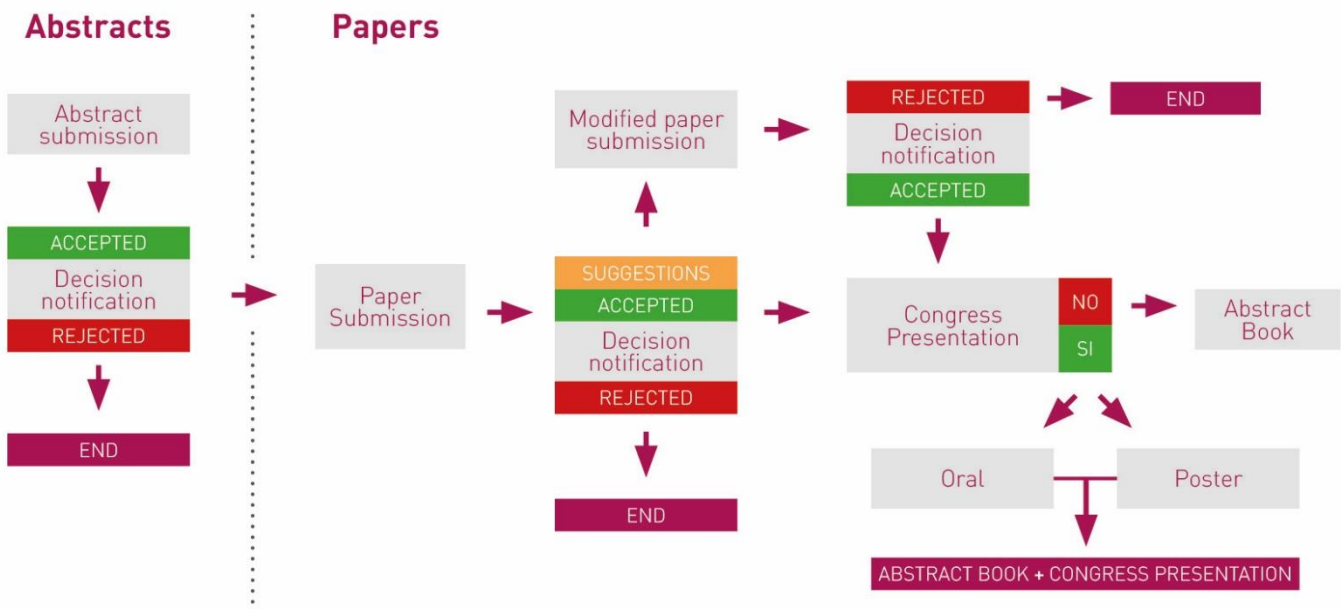 Abstracts
Papers
Abstract
submission
ACCEPTED
Decision
notification
REJECTED
END
Paper
Submission
Modified paper
submission
SUGGESTIONS
ACCEPTED
Decision
notification
REJECTED
END
REJECTED
Decision
notification
ACCEPTED
END
Congress
Presentation
NO
SI
Abstract
Book
Oral
Poster
ABSTRACT BOOK + CONGRESS PRESENTATION